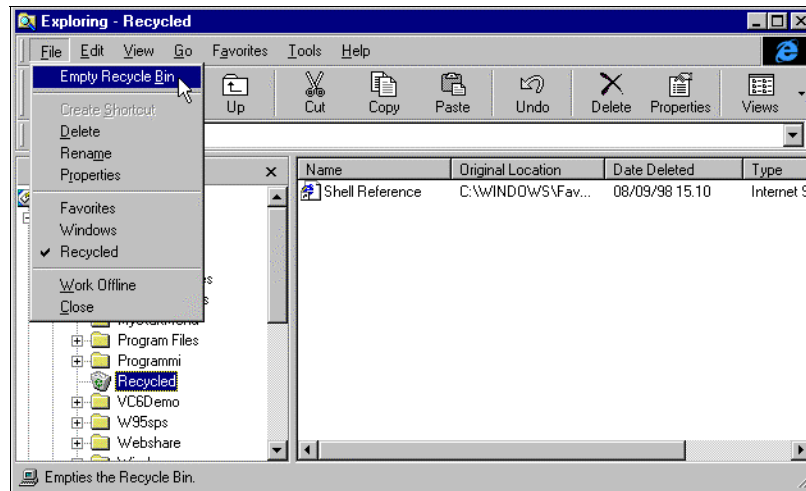 Exploring - Recycled
File Edit View Go Favorites Tools Help
Empty Recycle Bin
Create Shortcut
Delete
Rename
Properties
Favorites
Windows
Recycled
Work Offline
Close
Up Cut Copy Paste Undo Delete Properties Views
Name Original Location Date Deleted Type
Shell Reference C:\WINDOWS\Fav... 08/09/98 15.10 Internet S
Program Files
Programmi
Recycled
VC6Demo
W95sps
Webshare
Empties the Recycle Bin.